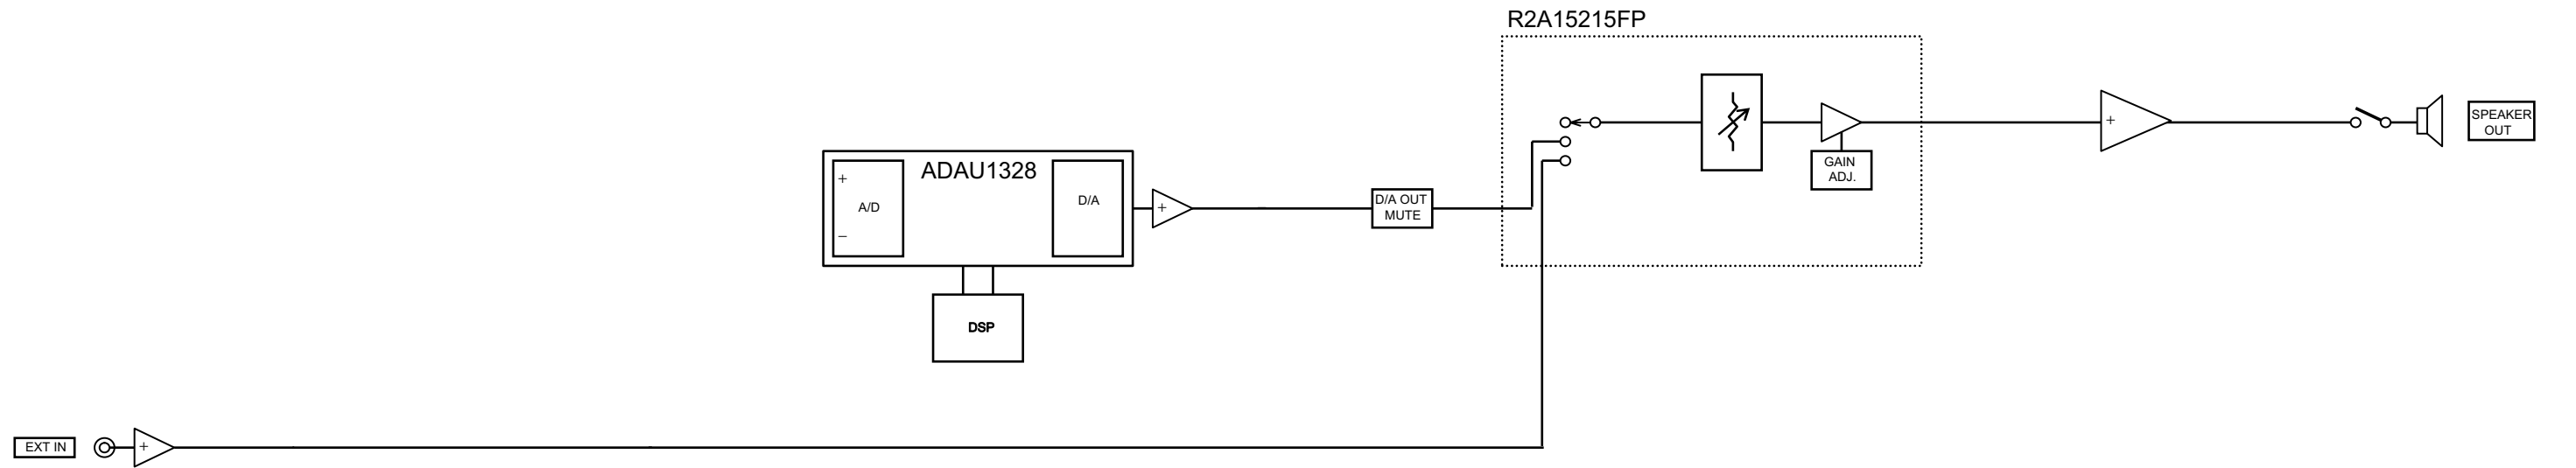 R2A15215FP
SPEAKER
OUT
GAIN
ADJ.
ADAU1328
+
A/D
−
D/A
+
D/A OUT
MUTE
+
DSP
EXT IN
+